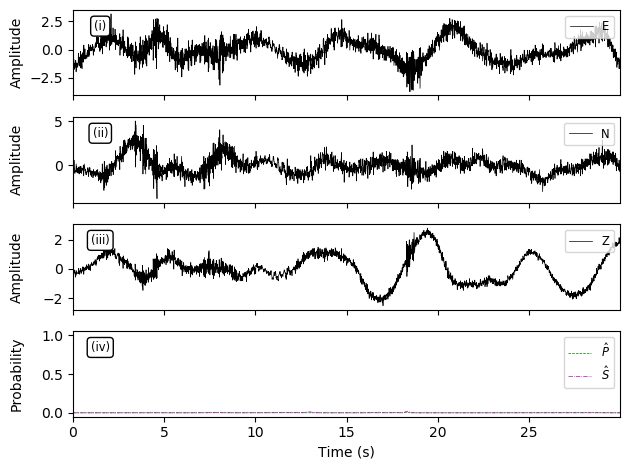 (i)
E
Amplitude
2.5
0.0
−2.5
(ii)
N
Amplitude
5
0
(iii)
Z
Amplitude
2
0
−2
(iv)
P̂
Ŝ
Probability
1.0
0.5
0.0
0 5 10 15 20 25
Time (s)